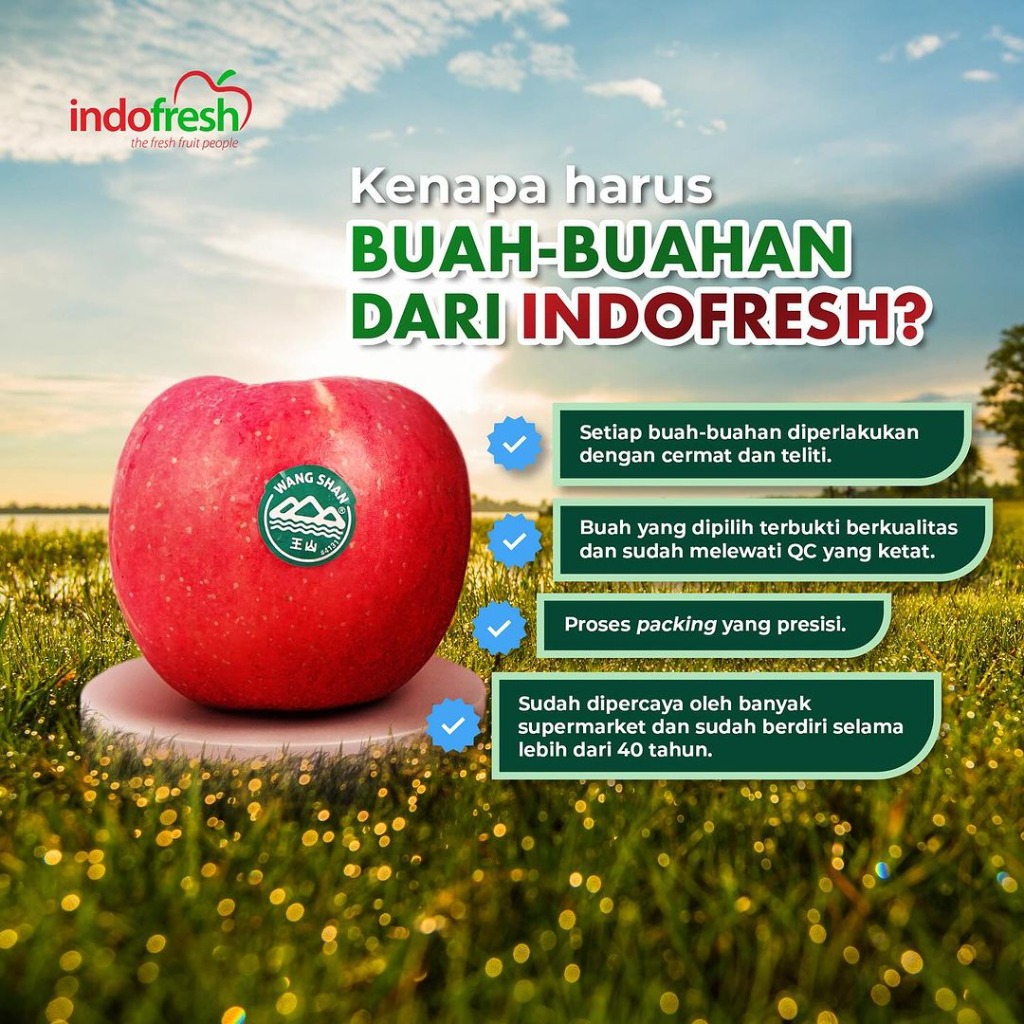 indofresh
the fresh fruit people
Kenapa harus
BUAH-BUAHAN
DARI INDOFRESH?
WANG SHAN
®
王山
44131
Setiap buah-buahan diperlakukan
dengan cermat dan teliti.
Buah yang dipilih terbukti berkualitas
dan sudah melewati QC yang ketat.
Proses packing yang presisi.
Sudah dipercaya oleh banyak
supermarket dan sudah berdiri selama
lebih dari 40 tahun.